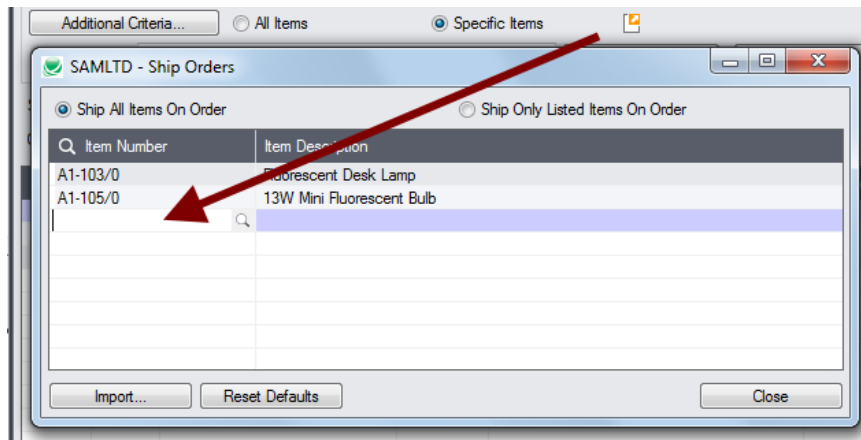 Additional Criteria... All Items Specific Items
SAMLTD - Ship Orders
Ship All Items On Order Ship Only Listed Items On Order
Item Number Item Description
A1-103/0 Fluorescent Desk Lamp
A1-105/0 13W Mini Fluorescent Bulb
Import... Reset Defaults Close